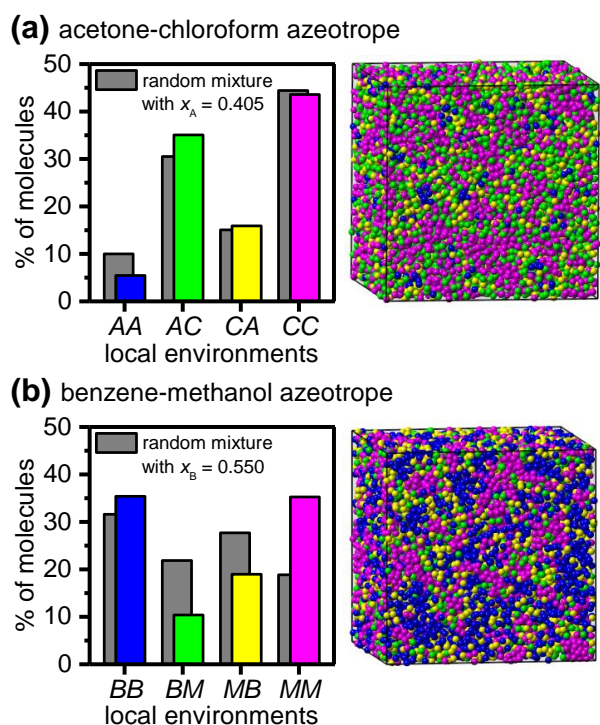 (a) acetone-chloroform azeotrope
50
40
30
20
10
0
% of molecules
random mixture
with xA = 0.405
AA AC CA CC
local environments
(b) benzene-methanol azeotrope
50
40
30
20
10
0
% of molecules
random mixture
with xB = 0.550
BB BM MB MM
local environments